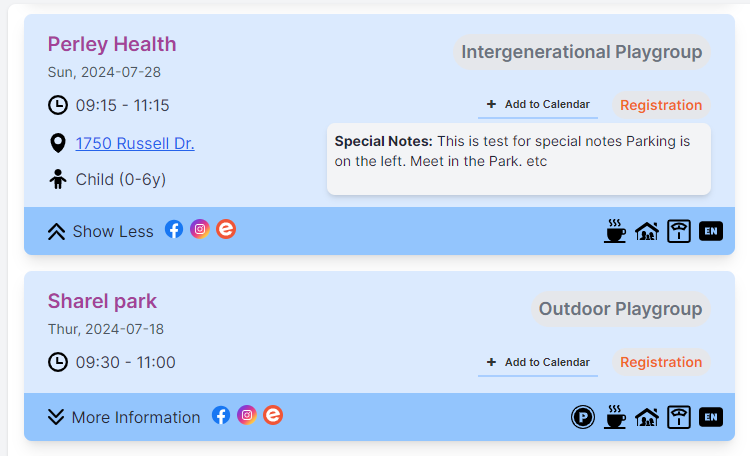 Perley Health
Intergenerational Playgroup
Sun, 2024-07-28
09:15 - 11:15
+ Add to Calendar
Registration
1750 Russell Dr.
Special Notes: This is test for special notes Parking is
on the left. Meet in the Park. etc
Child (0-6y)
Show Less
EN
Sharel park
Outdoor Playgroup
Thur, 2024-07-18
09:30 - 11:00
+ Add to Calendar
Registration
More Information
P
EN